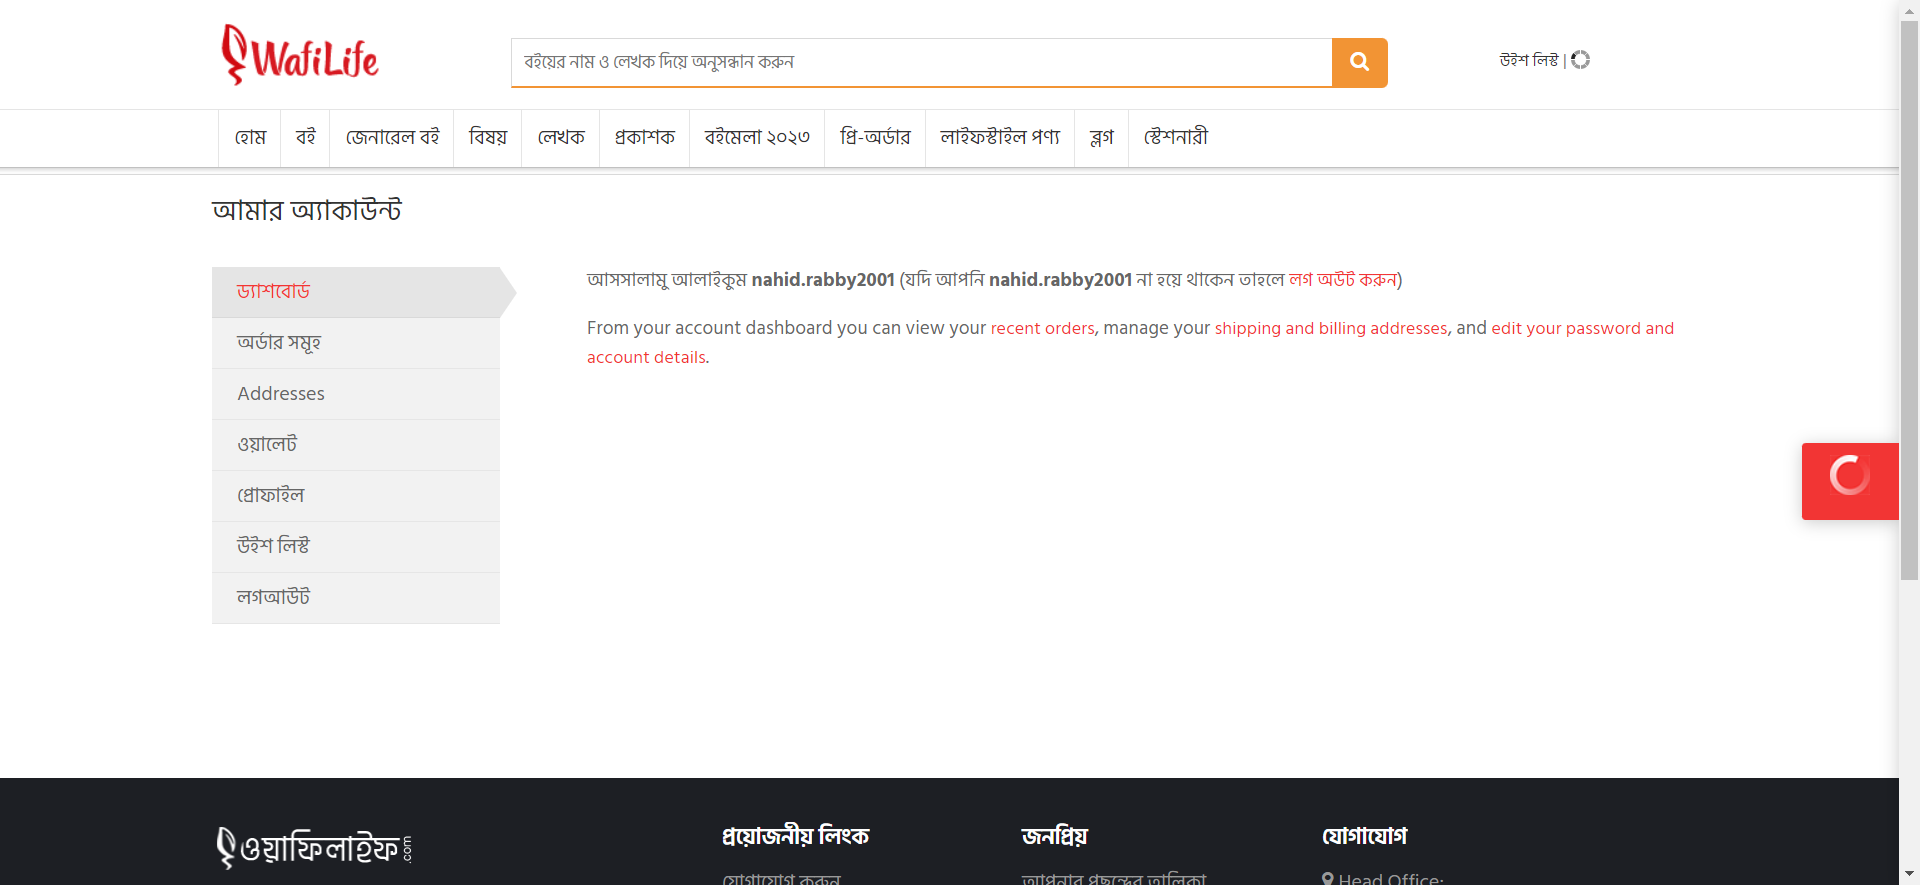 WafiLife
বইয়ের নাম ও লেখক দিয়ে অনুসন্ধান করুন
উইশ লিস্ট |
হোম
বই
জেনারেল বই
বিষয়
লেখক
প্রকাশক
বইমেলা ২০২৩
প্রি-অর্ডার
লাইফস্টাইল পণ্য
ব্লগ
স্টেশনারী
আমার অ্যাকাউন্ট
ড্যাশবোর্ড
অর্ডার সমূহ
Addresses
ওয়ালেট
প্রোফাইল
উইশ লিস্ট
লগআউট
আসসালামু আলাইকুম nahid.rabby2001 (যদি আপনি nahid.rabby2001 না হয়ে থাকেন তাহলে লগ অউট করুন)
From your account dashboard you can view your recent orders, manage your shipping and billing addresses, and edit your password and
account details.
ওয়াফিলাইফ.com
প্রয়োজনীয় লিংক
যোগাযোগ করুন
জনপ্রিয়
আপনার পছন্দের তালিকা
যোগাযোগ
Head Office: